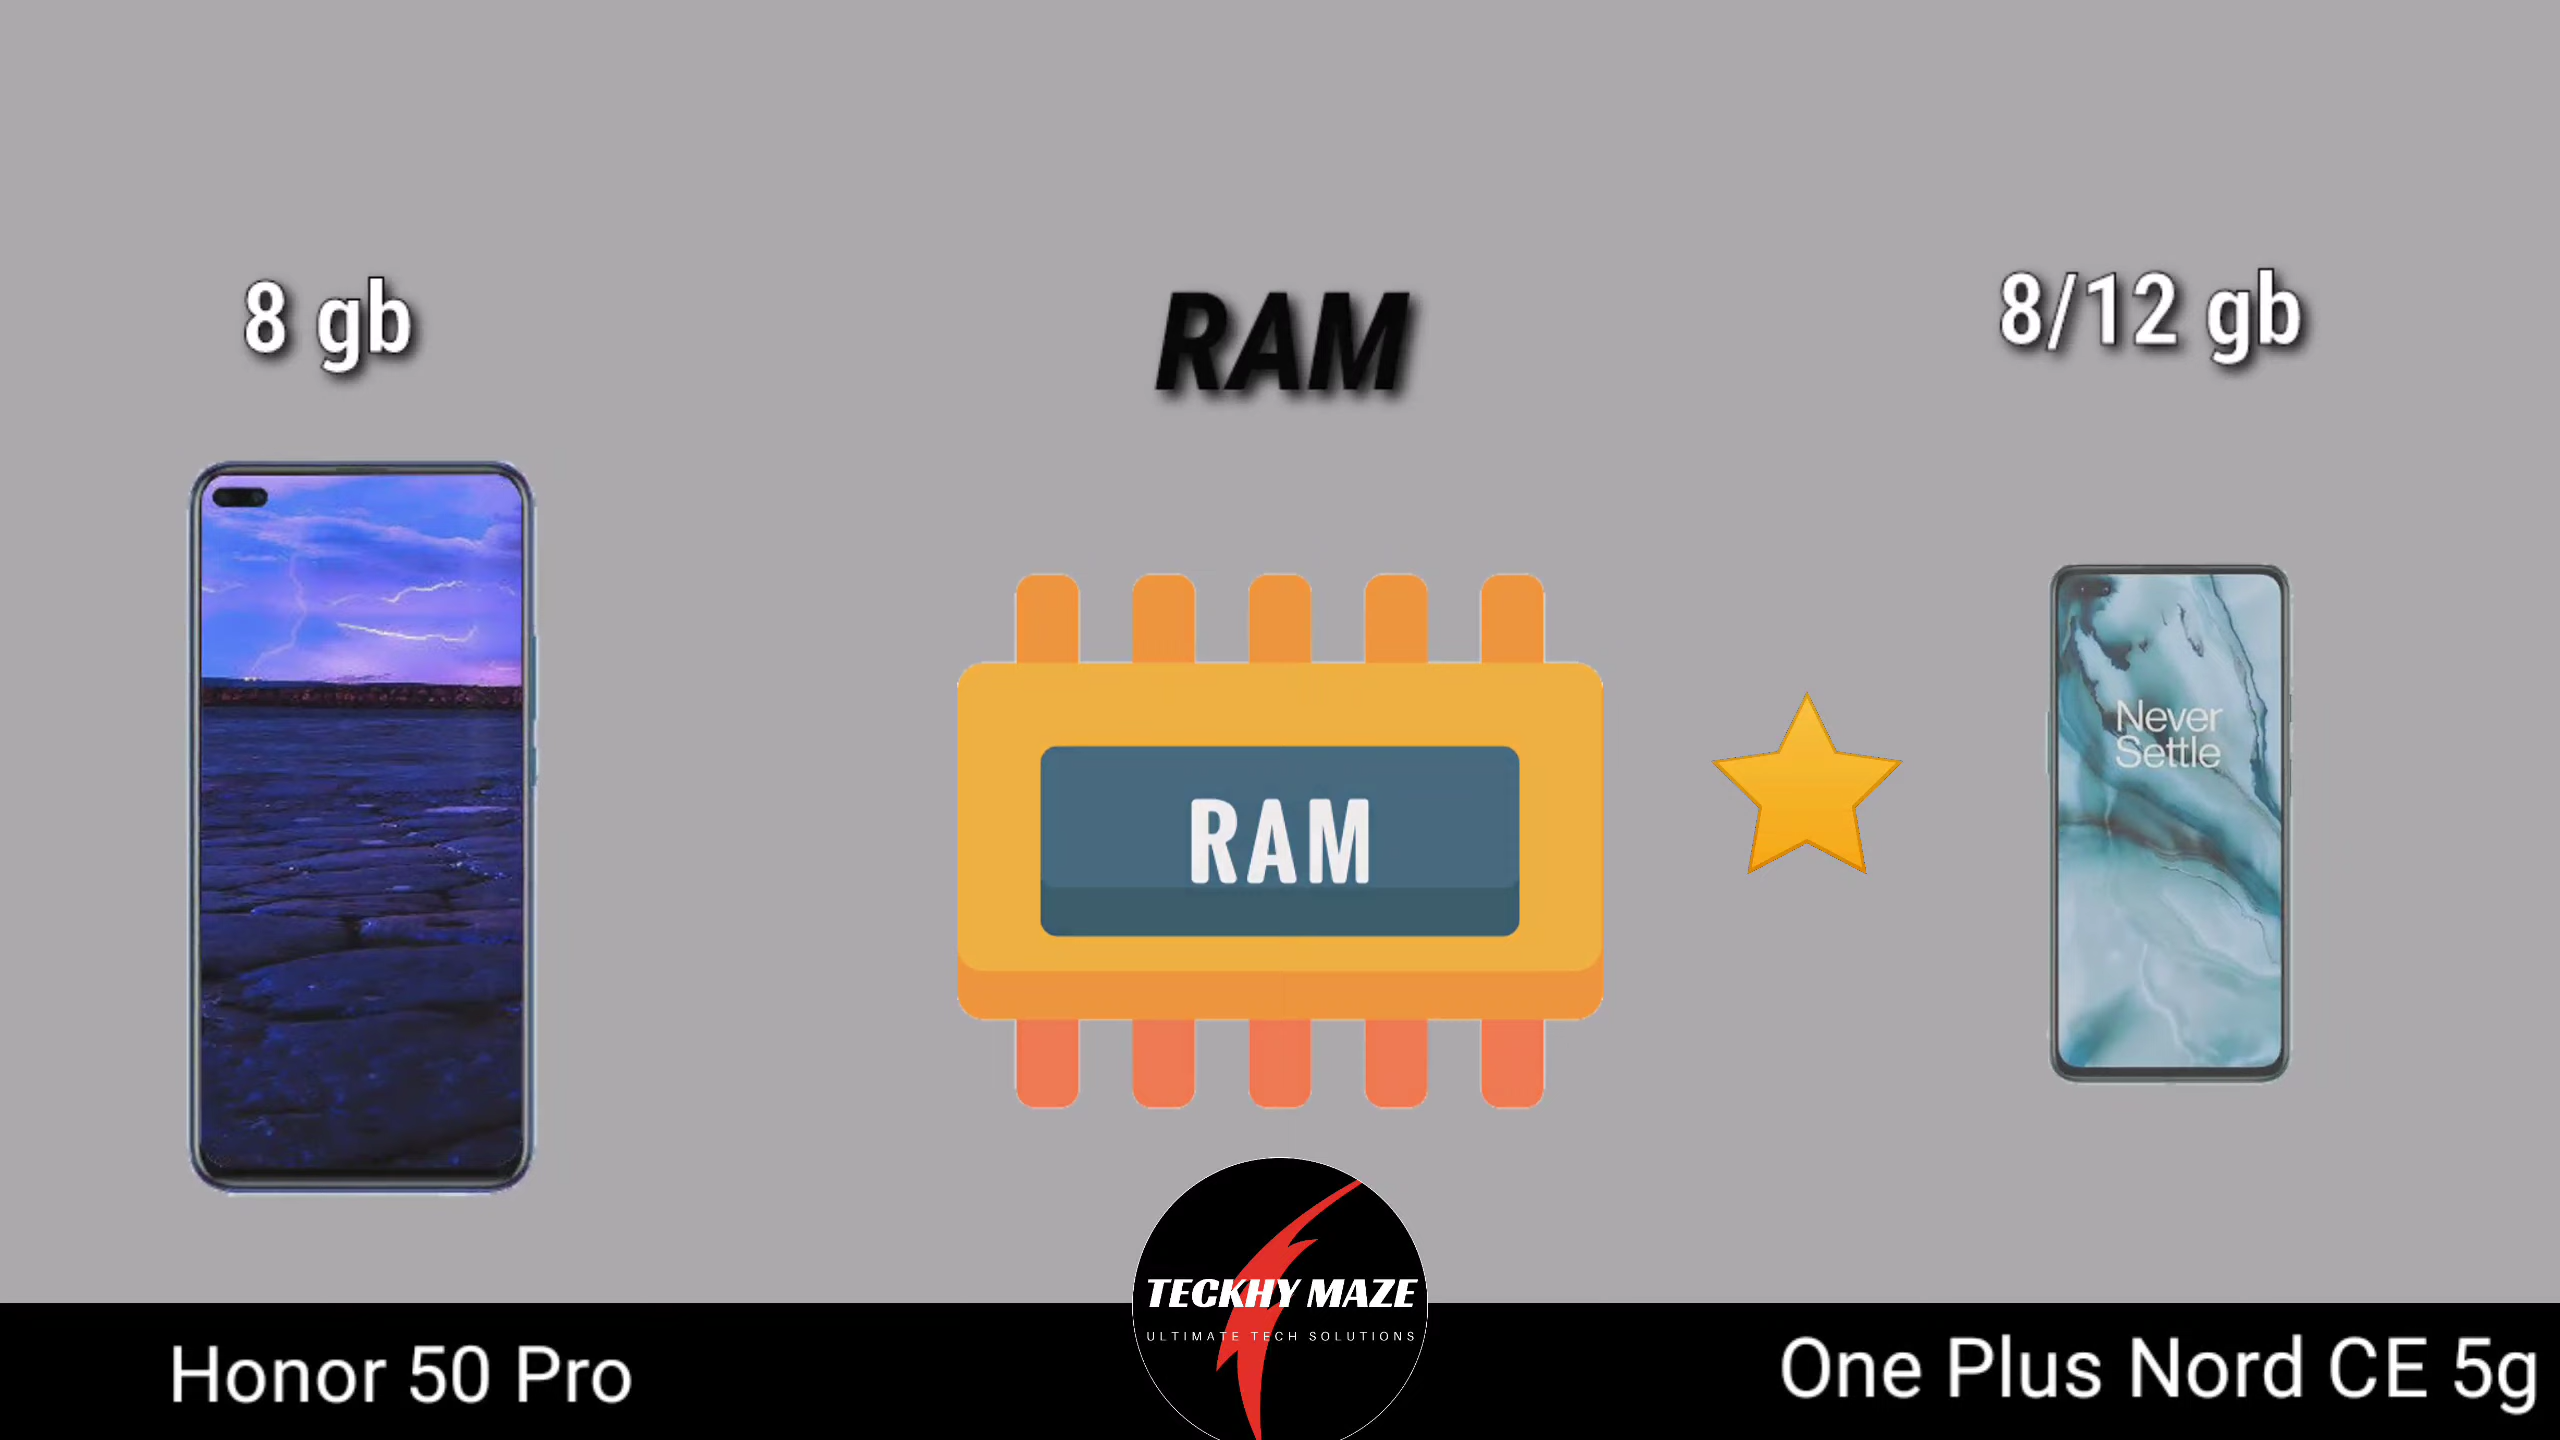 8 gb
RAM
8/12 gb
RAM
Never
Settle
TECKHY MAZE
ULTIMATE TECH SOLUTIONS
Honor 50 Pro
One Plus Nord CE 5g